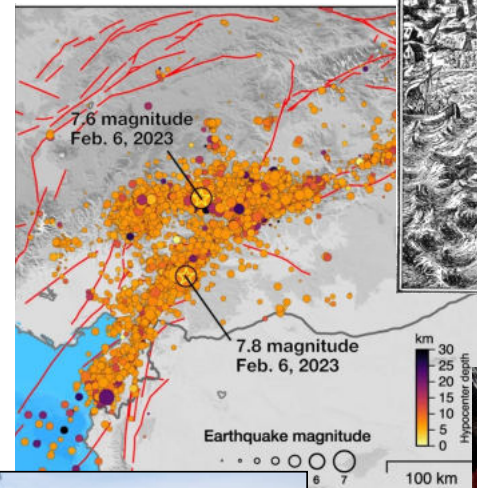 7.6 magnitude
Feb. 6, 2023
7.8 magnitude
Feb. 6, 2023
km
30
25
20
15
10
5
0
Hypocenter depth
Earthquake magnitude
6 7
100 km